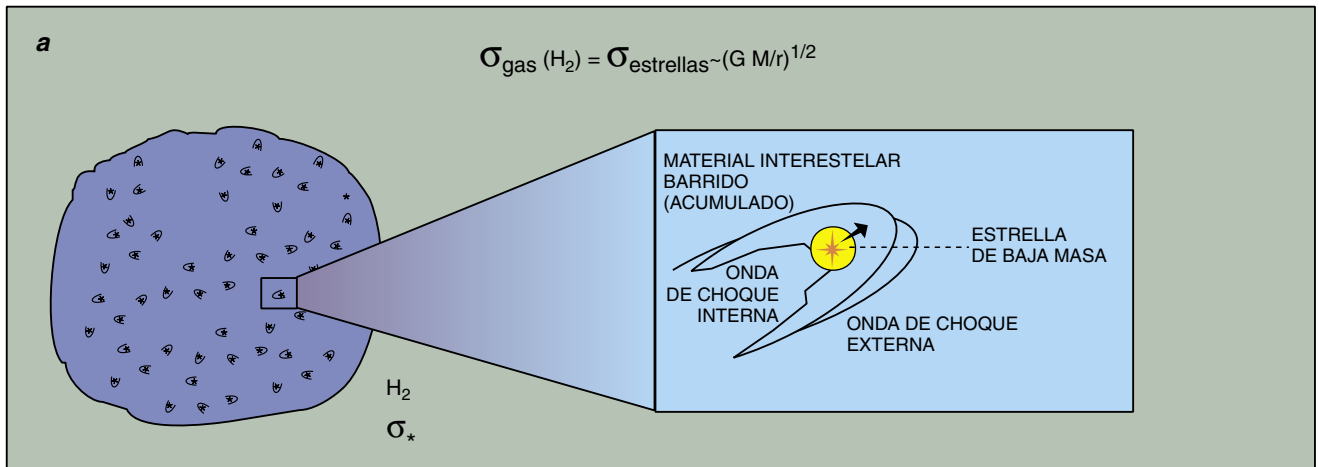 a
σgas (H2) = σestrellas~(G M/r)1/2
MATERIAL INTERESTELAR
BARRIDO
(ACUMULADO)
ESTRELLA
DE BAJA MASA
ONDA
DE CHOQUE
INTERNA
ONDA DE CHOQUE
EXTERNA
H2
σ*